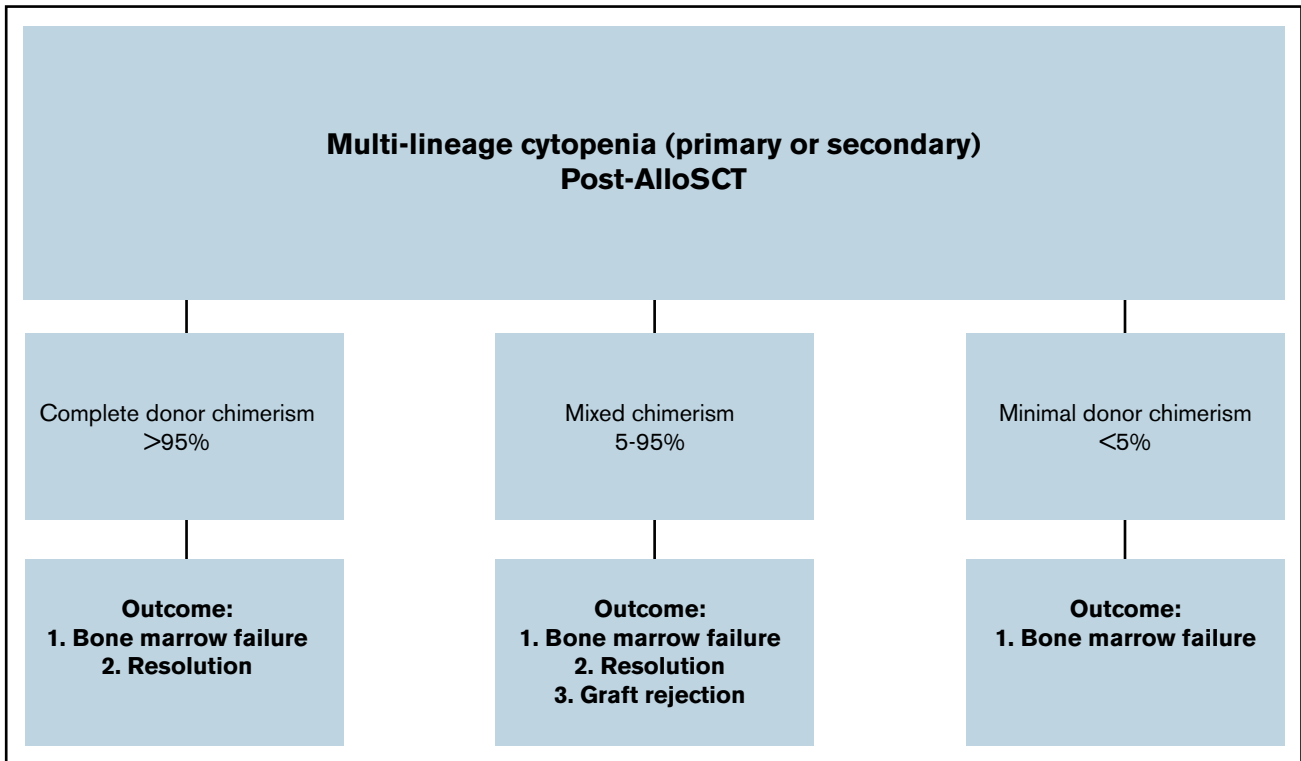 Multi-lineage cytopenia (primary or secondary)
Post-AlloSCT
Complete donor chimerism
>95%
Mixed chimerism
5-95%
Minimal donor chimerism
<5%
Outcome:
1. Bone marrow failure
2. Resolution
Outcome:
1. Bone marrow failure
2. Resolution
3. Graft rejection
Outcome:
1. Bone marrow failure